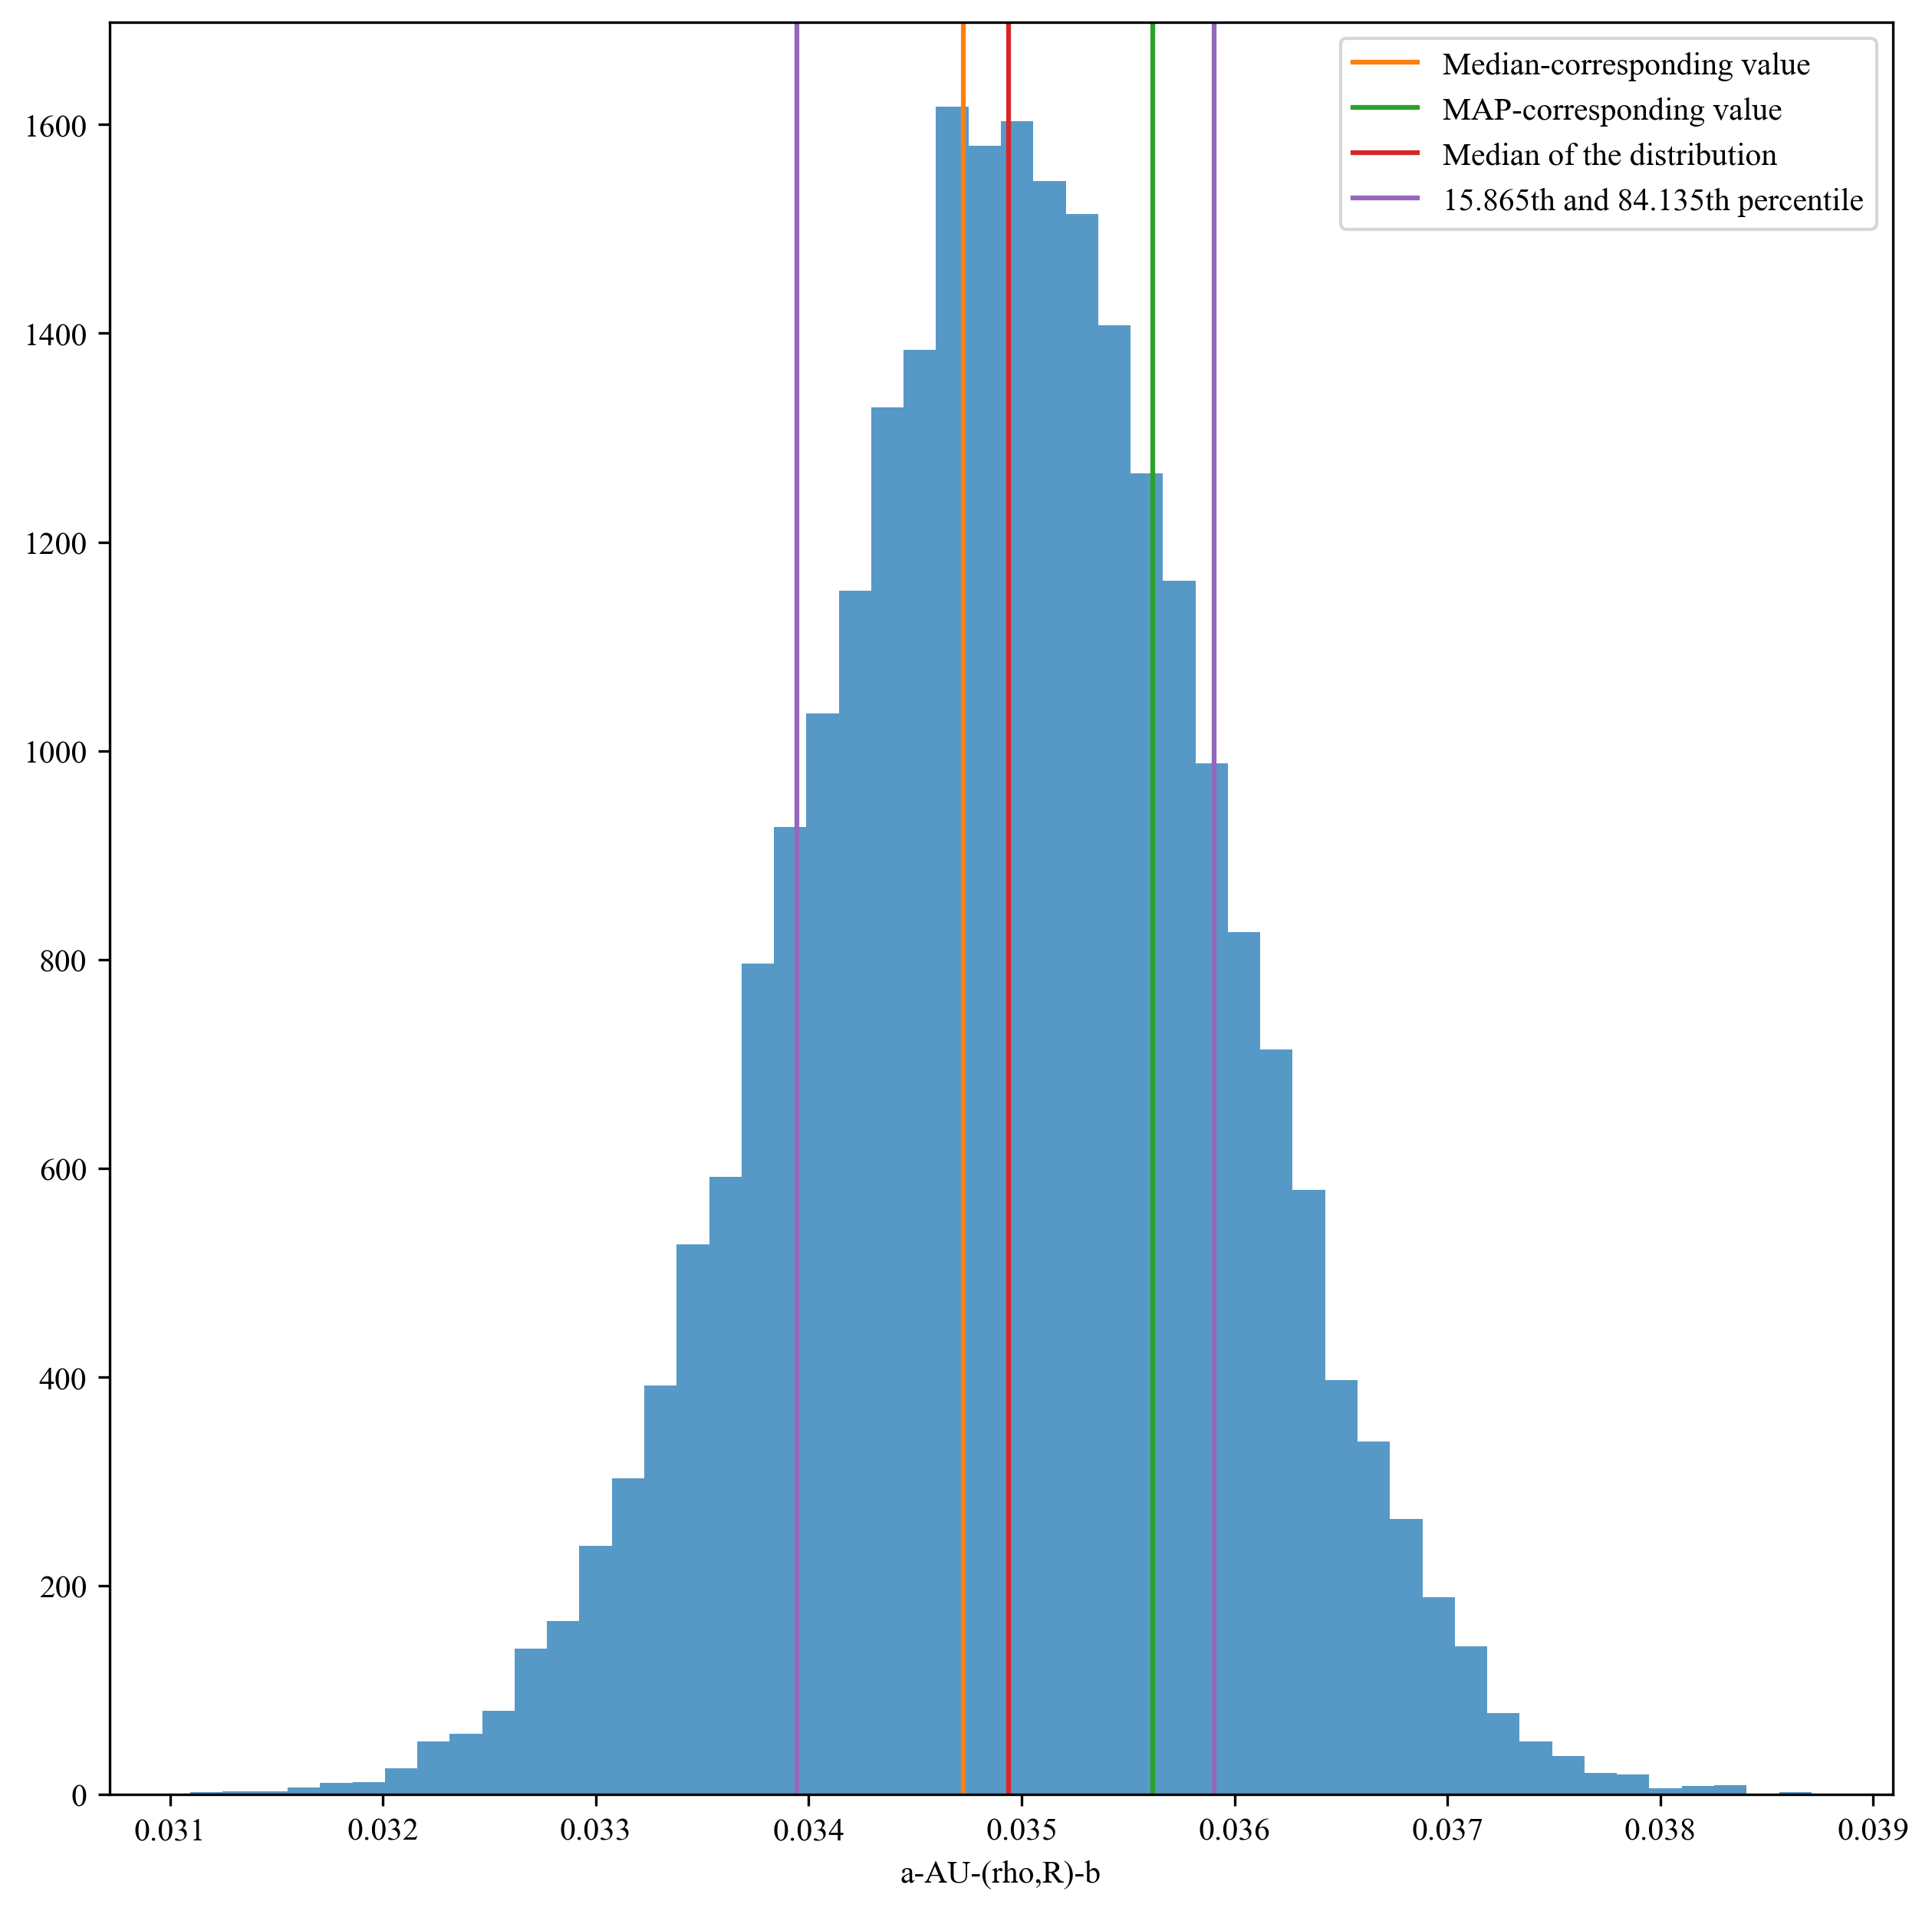 Median-corresponding value
MAP-corresponding value
Median of the distribution
15.865th and 84.135th percentile
1600
1400
1200
1000
800
600
400
200
0
0.031 0.032 0.033 0.034 0.035 0.036 0.037 0.038 0.039
a-AU-(rho,R)-b